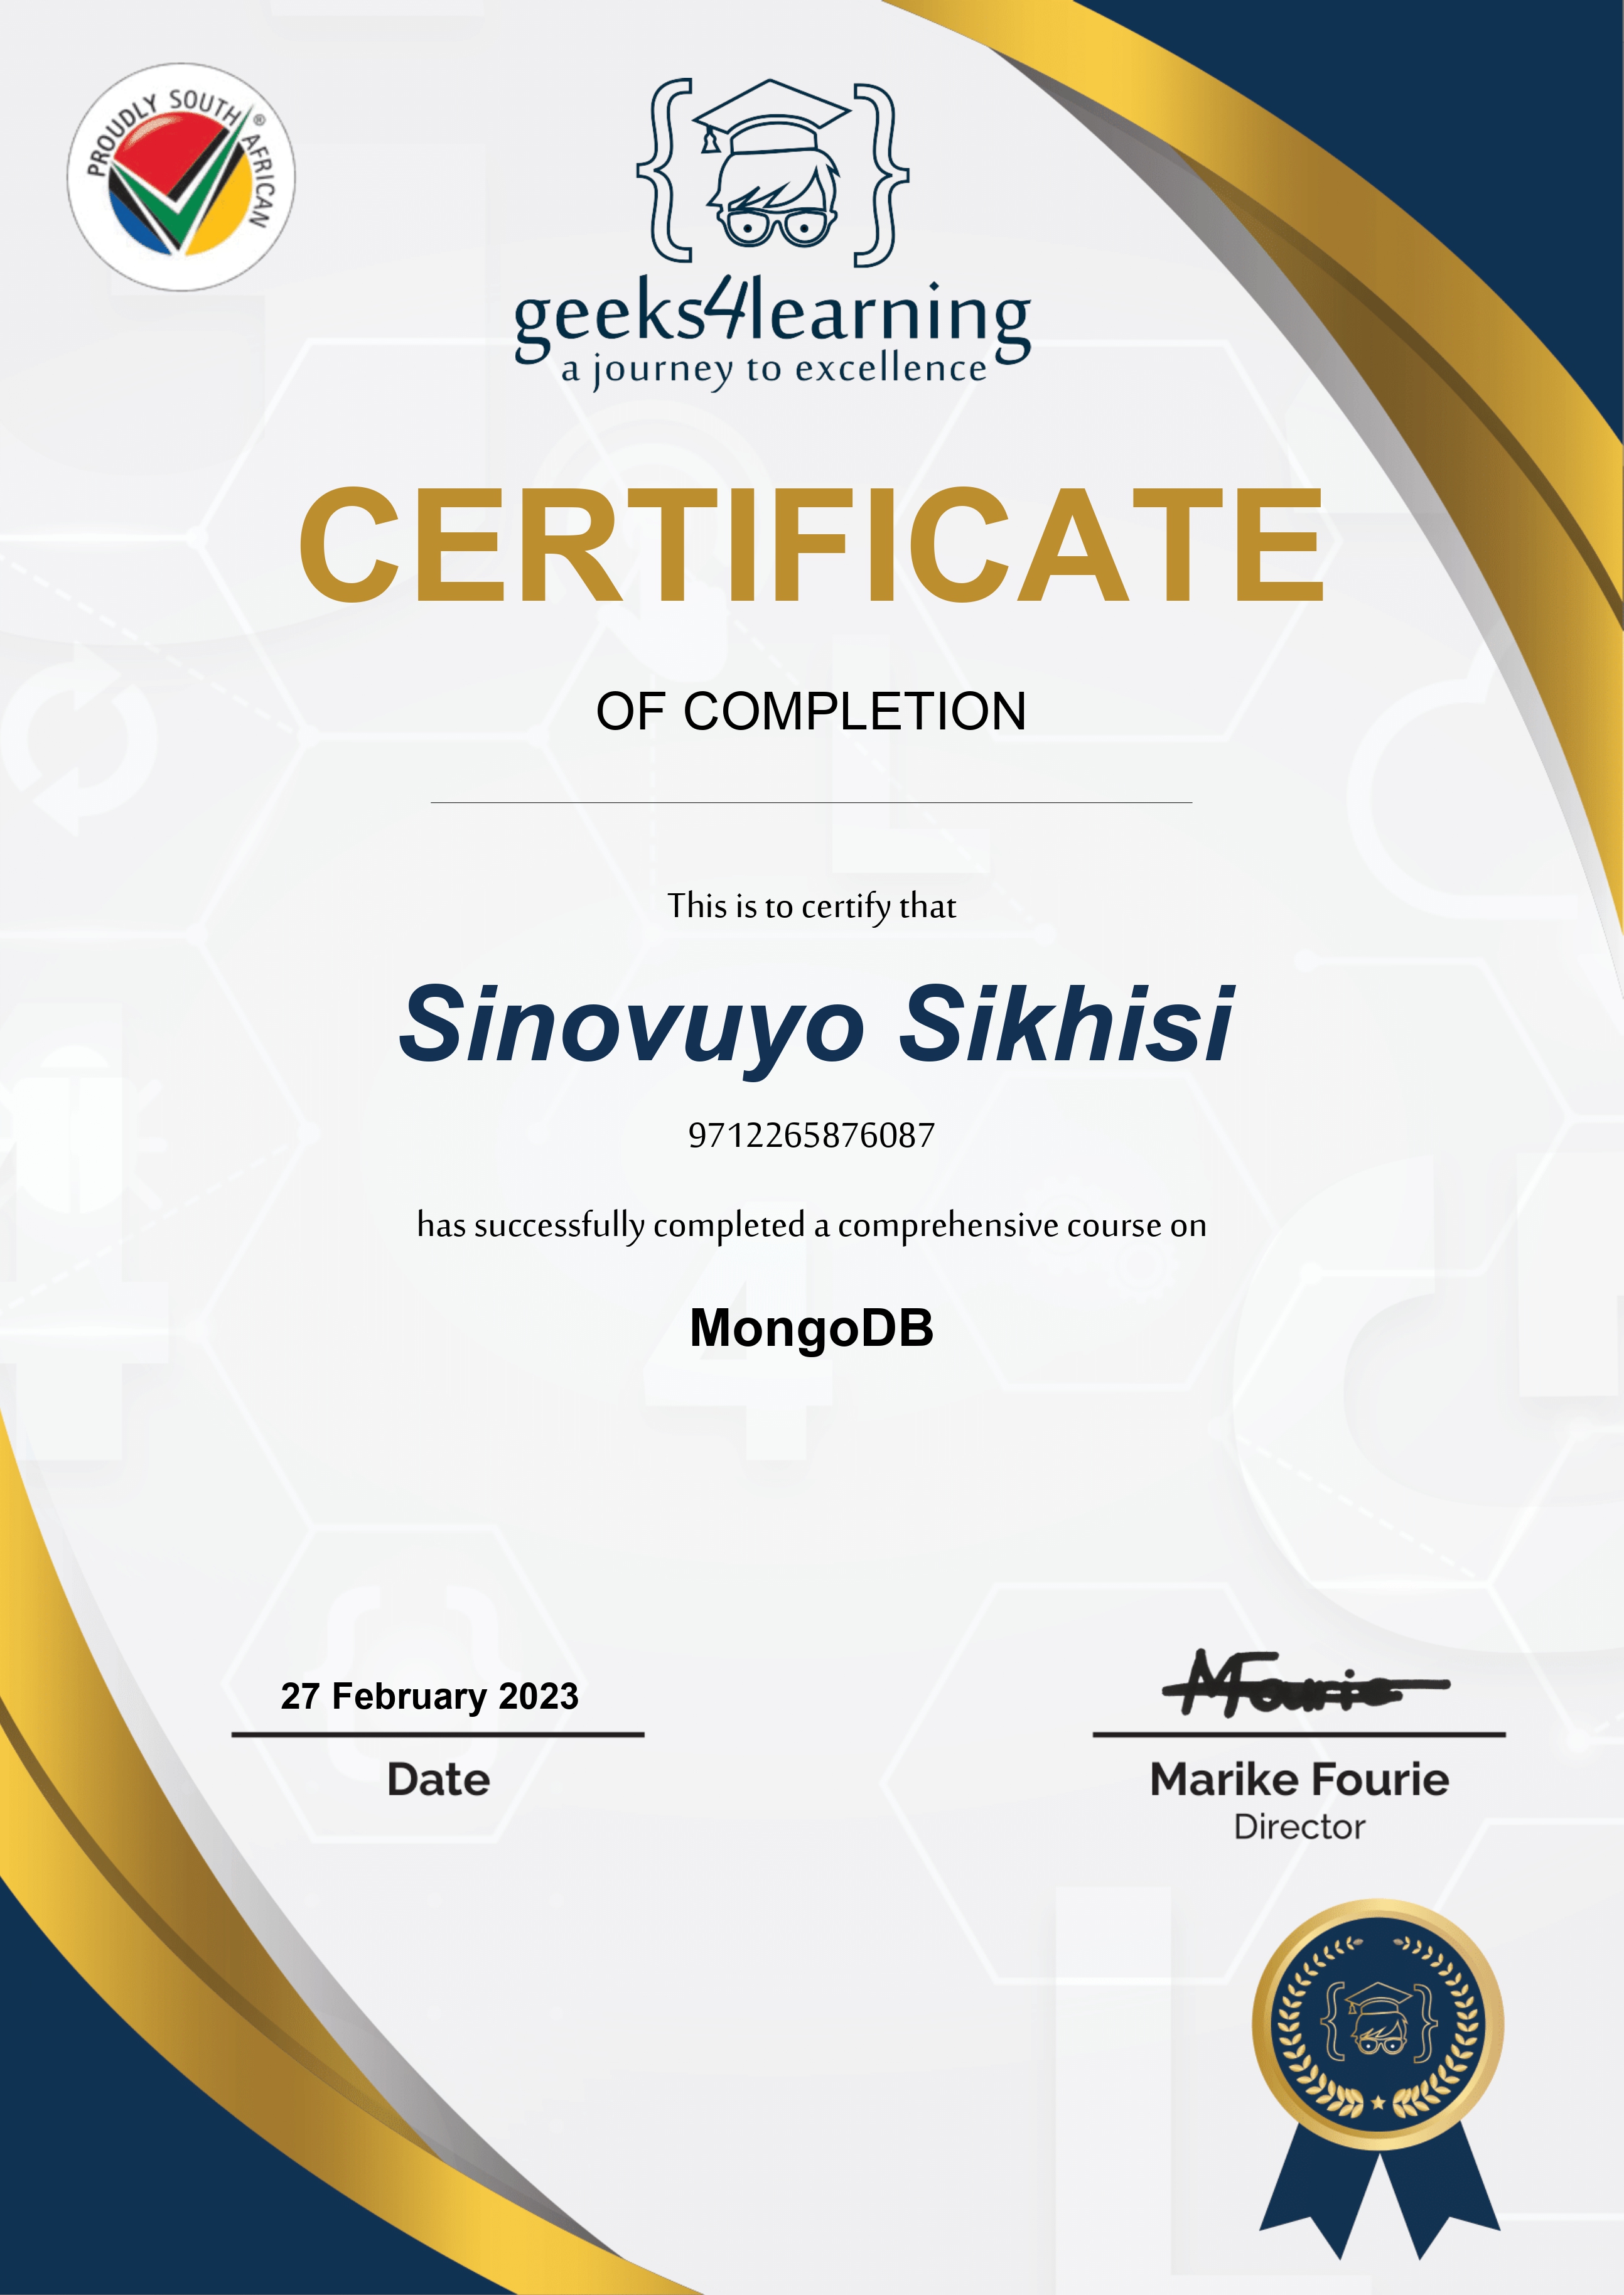 PROUDLY SOUTH AFRICAN ®
geeks4learning
a journey to excellence
CERTIFICATE
OF COMPLETION
This is to certify that
Sinovuyo Sikhisi
9712265876087
has successfully completed a comprehensive course on
MongoDB
27 February 2023
Date
MFourie
Marike Fourie
Director